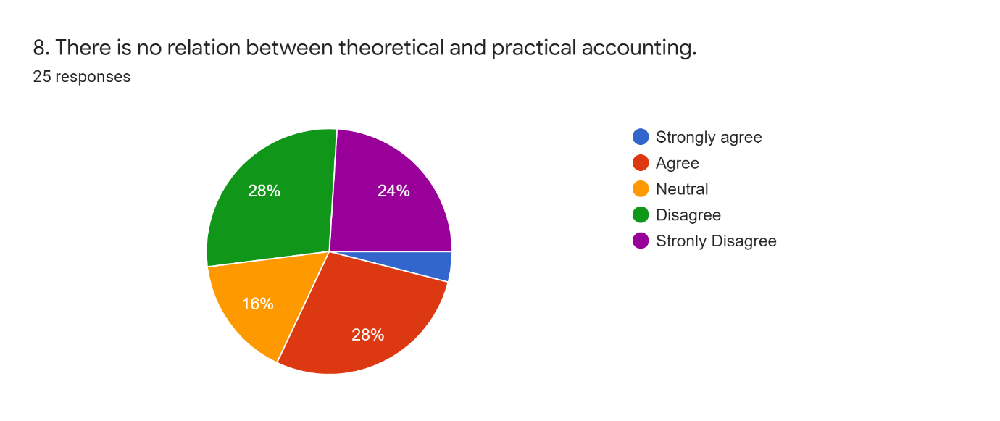 8. There is no relation between theoretical and practical accounting.
25 responses
Strongly agree
Agree
Neutral
Disagree
Stronly Disagree
28%
24%
16%
28%